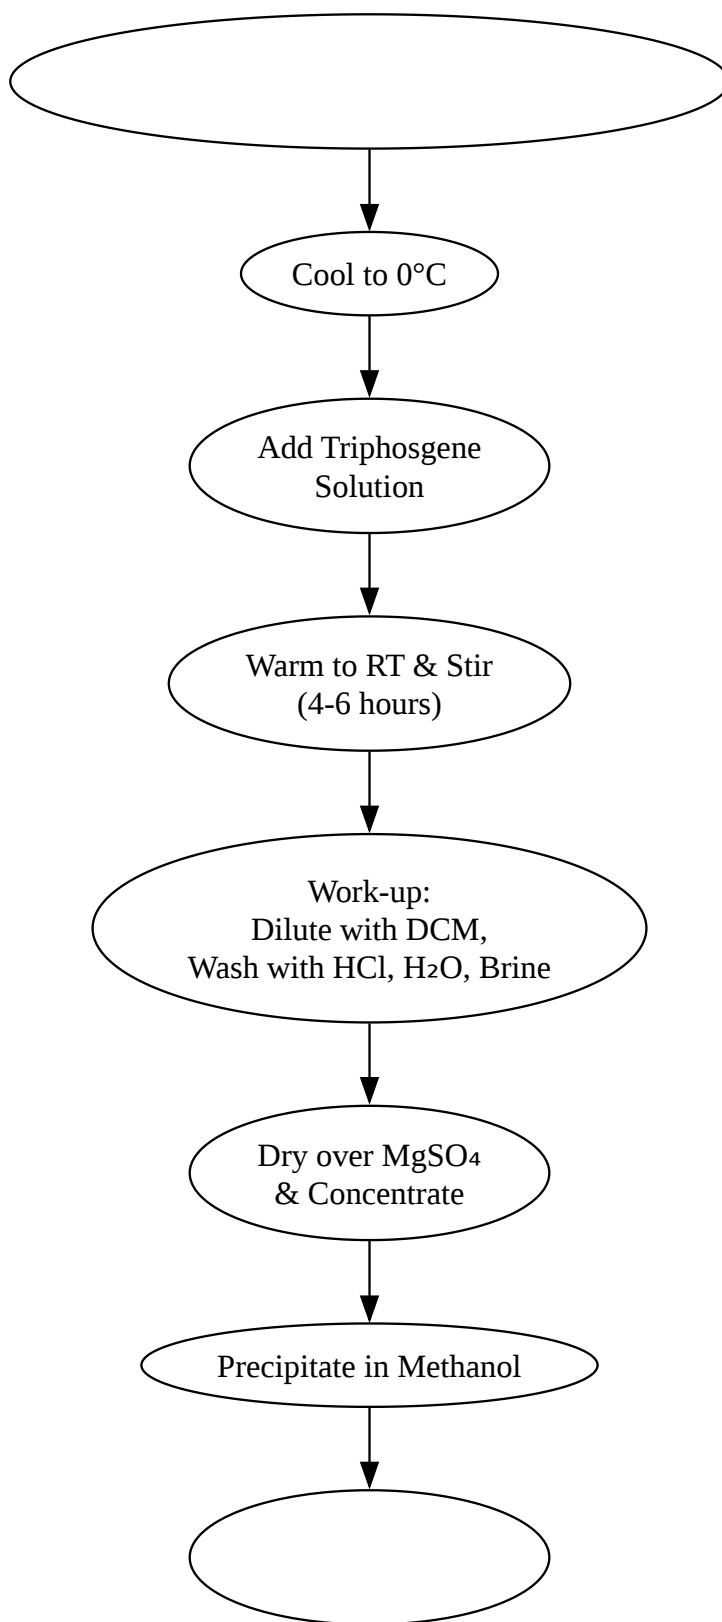 Cool to 0°C
Add Triphosgene
Solution
Warm to RT & Stir
(4-6 hours)
Work-up:
Dilute with DCM,
Wash with HCl, H₂O, Brine
Dry over MgSO₄
& Concentrate
Precipitate in Methanol